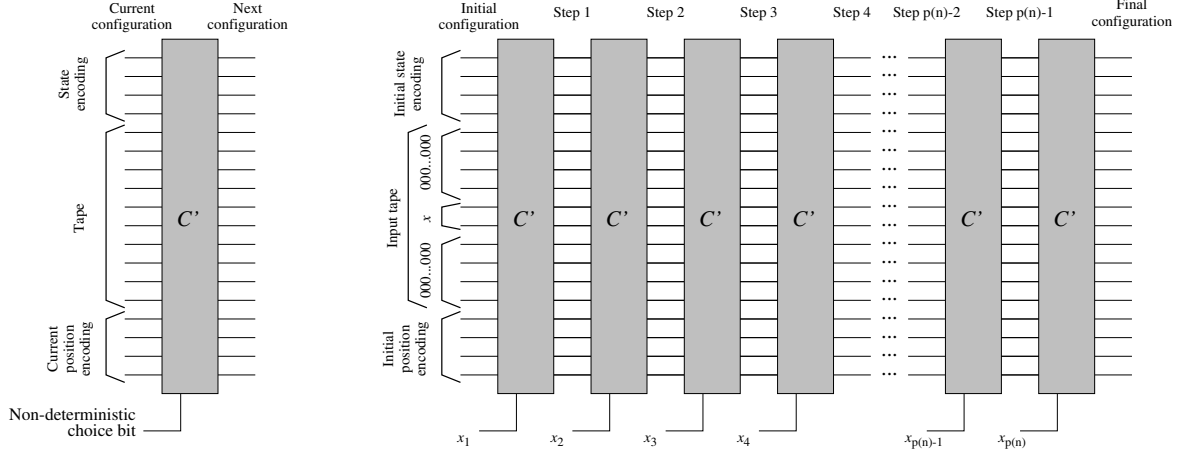 Current
configuration
Next
configuration
State
encoding
Tape
Current
position
encoding
C’
Non-deterministic
choice bit
Initial
configuration
Step 1
Step 2
Step 3
Step 4
Step p(n)-2
Step p(n)-1
Final
configuration
Initial state
encoding
Input tape
000...000
x
000...000
Initial
position
encoding
C’
C’
C’
C’
...
C’
C’
x1
x2
x3
x4
xp(n)-1
xp(n)